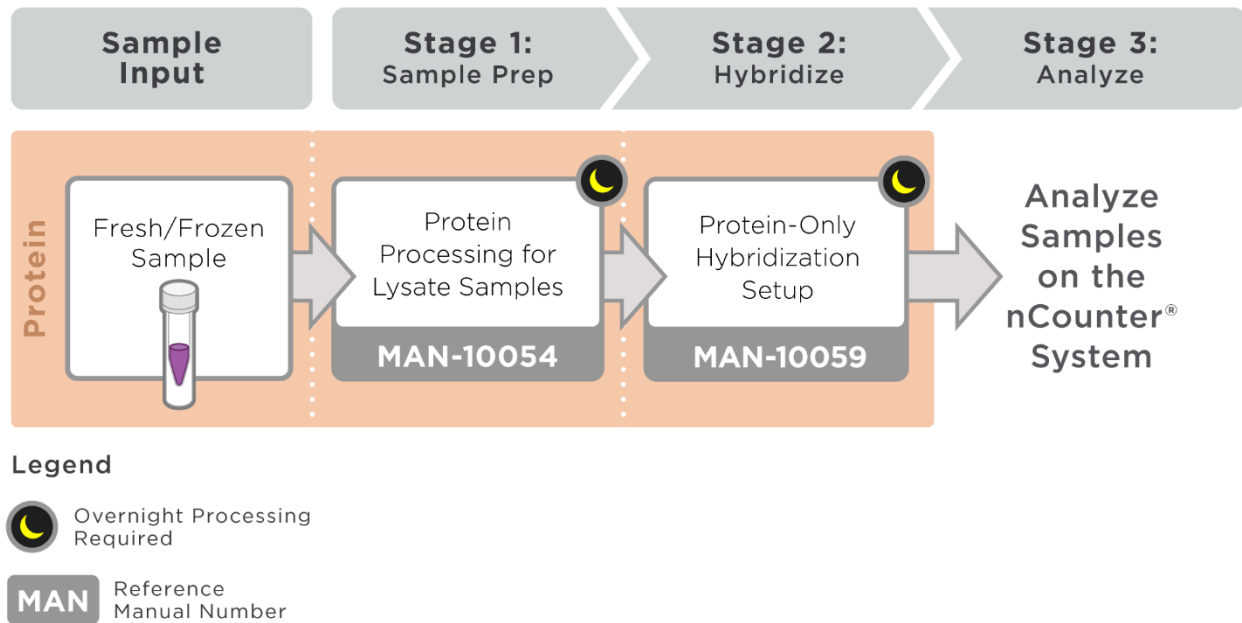 Sample
Input
Stage 1:
Sample Prep
Stage 2:
Hybridize
Stage 3:
Analyze
Protein
Fresh/Frozen
Sample
Protein
Processing for
Lysate Samples
MAN-10054
Protein-Only
Hybridization
Setup
MAN-10059
Analyze
Samples
on the
nCounter®
System
Legend
Overnight Processing
Required
MAN
Reference
Manual Number